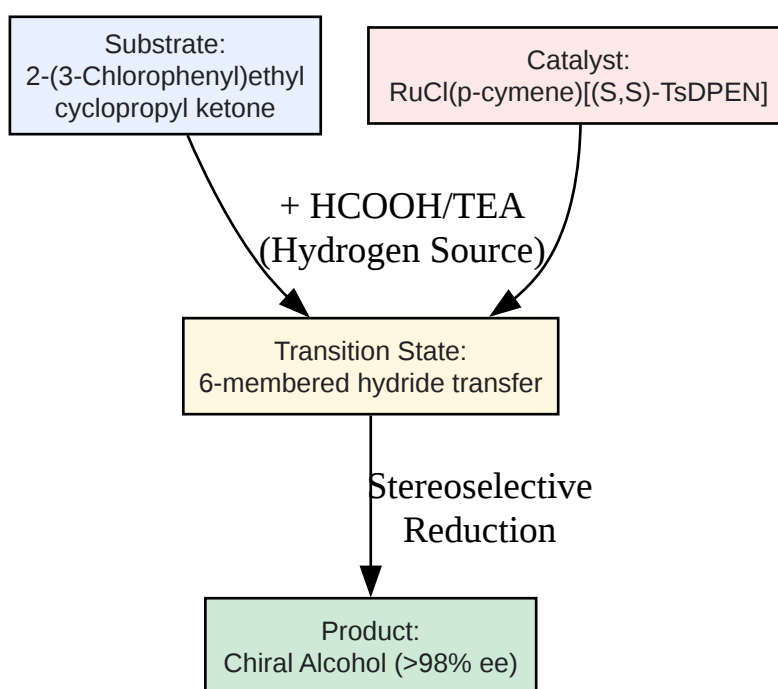 Substrate:
2-(3-Chlorophenyl)ethyl
cyclopropyl ketone
Catalyst:
RuCl(p-cymene)[(S,S)-TsDPEN]
+ HCOOH/TEA
(Hydrogen Source)
Transition State:
6-membered hydride transfer
Stereoselective
Reduction
Product:
Chiral Alcohol (>98% ee)